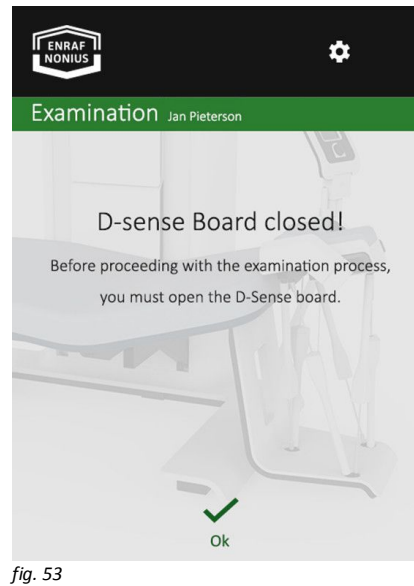 ENRAF
NONIUS
Examination Jan Pieterson
D-sense Board closed!
Before proceeding with the examination process,
you must open the D-Sense board.
Ok
fig. 53